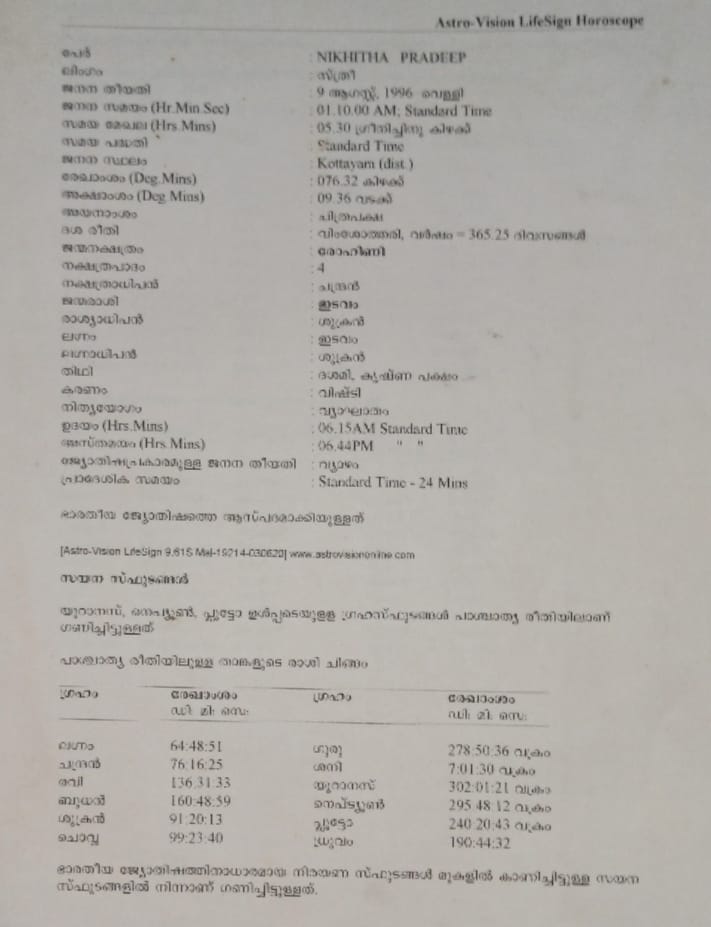 Astro-Vision LifeSign Horoscope
പേര് : NIKHITHA PRADEEP
ലിംഗം : സ്ത്രീ
ജനന തീയതി : 9 ആഗസ്റ്റ്, 1996 വെള്ളി
ജനന സമയം (Hr.Min.Sec) : 01.10.00 AM; Standard Time
സമയ മേഖല (Hrs.Mins) : 05.30 ഗ്രീനിച്ചിനു കിഴക്ക്
സമയ പദ്ധതി : Standard Time
ജനന സ്ഥലം : Kottayam (dist.)
രേഖാംശം (Deg.Mins) : 076.32 കിഴക്ക്
അക്ഷാംശം (Deg.Mins) : 09.36 വടക്ക്
അയനാംശം : ചിത്രപക്ഷ
ദശ രീതി : വിംശോത്തരി, വർഷം = 365.25 ദിവസങ്ങൾ
ജന്മനക്ഷത്രം : രോഹിണി
നക്ഷത്രപാദം : 4
നക്ഷത്രാധിപൻ : ചന്ദ്രൻ
ജന്മരാശി : ഇടവം
രാശ്യാധിപൻ : ശുക്രൻ
ലഗ്നം : ഇടവം
ലഗ്നാധിപൻ : ശുക്രൻ
തിഥി : ദശമി, കൃഷ്ണ പക്ഷം
കരണം : വിഷ്ടി
നിത്യയോഗം : വ്യാഘാതം
ഉദയം (Hrs.Mins) : 06.15AM Standard Time
അസ്തമയം (Hrs.Mins) : 06.44PM " "
ജ്യോതിഷപ്രകാരമുള്ള ജനന തീയതി : വ്യാഴം
പ്രാദേശിക സമയം : Standard Time - 24 Mins
ഭാരതീയ ജ്യോതിഷത്തെ ആസ്പദമാക്കിയുള്ളത്
[Astro-Vision LifeSign 9.61S Mal-19214-030620] www.astrovisiononline.com
സയന സ്ഫുടങ്ങൾ
യുറാനസ്, നെപ്ട്യൂൺ, പ്ലൂട്ടോ ഉൾപ്പടെയുള്ള ഗ്രഹസ്ഫുടങ്ങൾ പാശ്ചാത്യ രീതിയിലാണ്
ഗണിച്ചിട്ടുള്ളത്
പാശ്ചാത്യ രീതിയിലുള്ള താങ്കളുടെ രാശി ചിങ്ങം
ഗ്രഹം രേഖാംശം ഗ്രഹം രേഖാംശം
ഡി: മി: സെ: ഡി: മി: സെ:
ലഗ്നം 64:48:51 ഗുരു 278:50:36 വക്രം
ചന്ദ്രൻ 76:16:25 ശനി 7:01:30 വക്രം
രവി 136:31:33 യുറാനസ് 302:01:21 വക്രം
ബുധൻ 160:48:59 നെപ്ട്യൂൺ 295:48:12 വക്രം
ശുക്രൻ 91:20:13 പ്ലൂട്ടോ 240:20:43 വക്രം
ചൊവ്വ 99:23:40 ധ്രുവം 190:44:32
ഭാരതീയ ജ്യോതിഷത്തിനാധാരമായ നിരയണ സ്ഫുടങ്ങൾ മുകളിൽ കാണിച്ചിട്ടുള്ള സയന
സ്ഫുടങ്ങളിൽ നിന്നാണ് ഗണിച്ചിട്ടുള്ളത്.